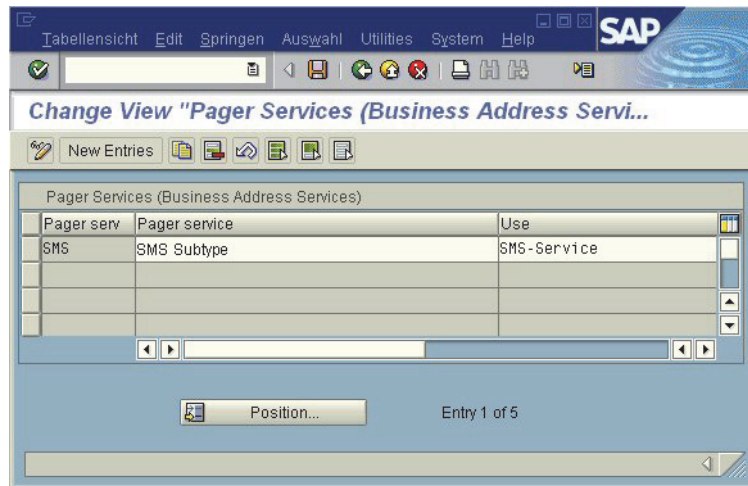 Tabellensicht Edit Springen Auswahl Utilities System Help
SAP
Change View "Pager Services (Business Address Servi...
New Entries
Pager Services (Business Address Services)
Pager serv Pager service Use
SMS SMS Subtype SMS-Service
Position... Entry 1 of 5